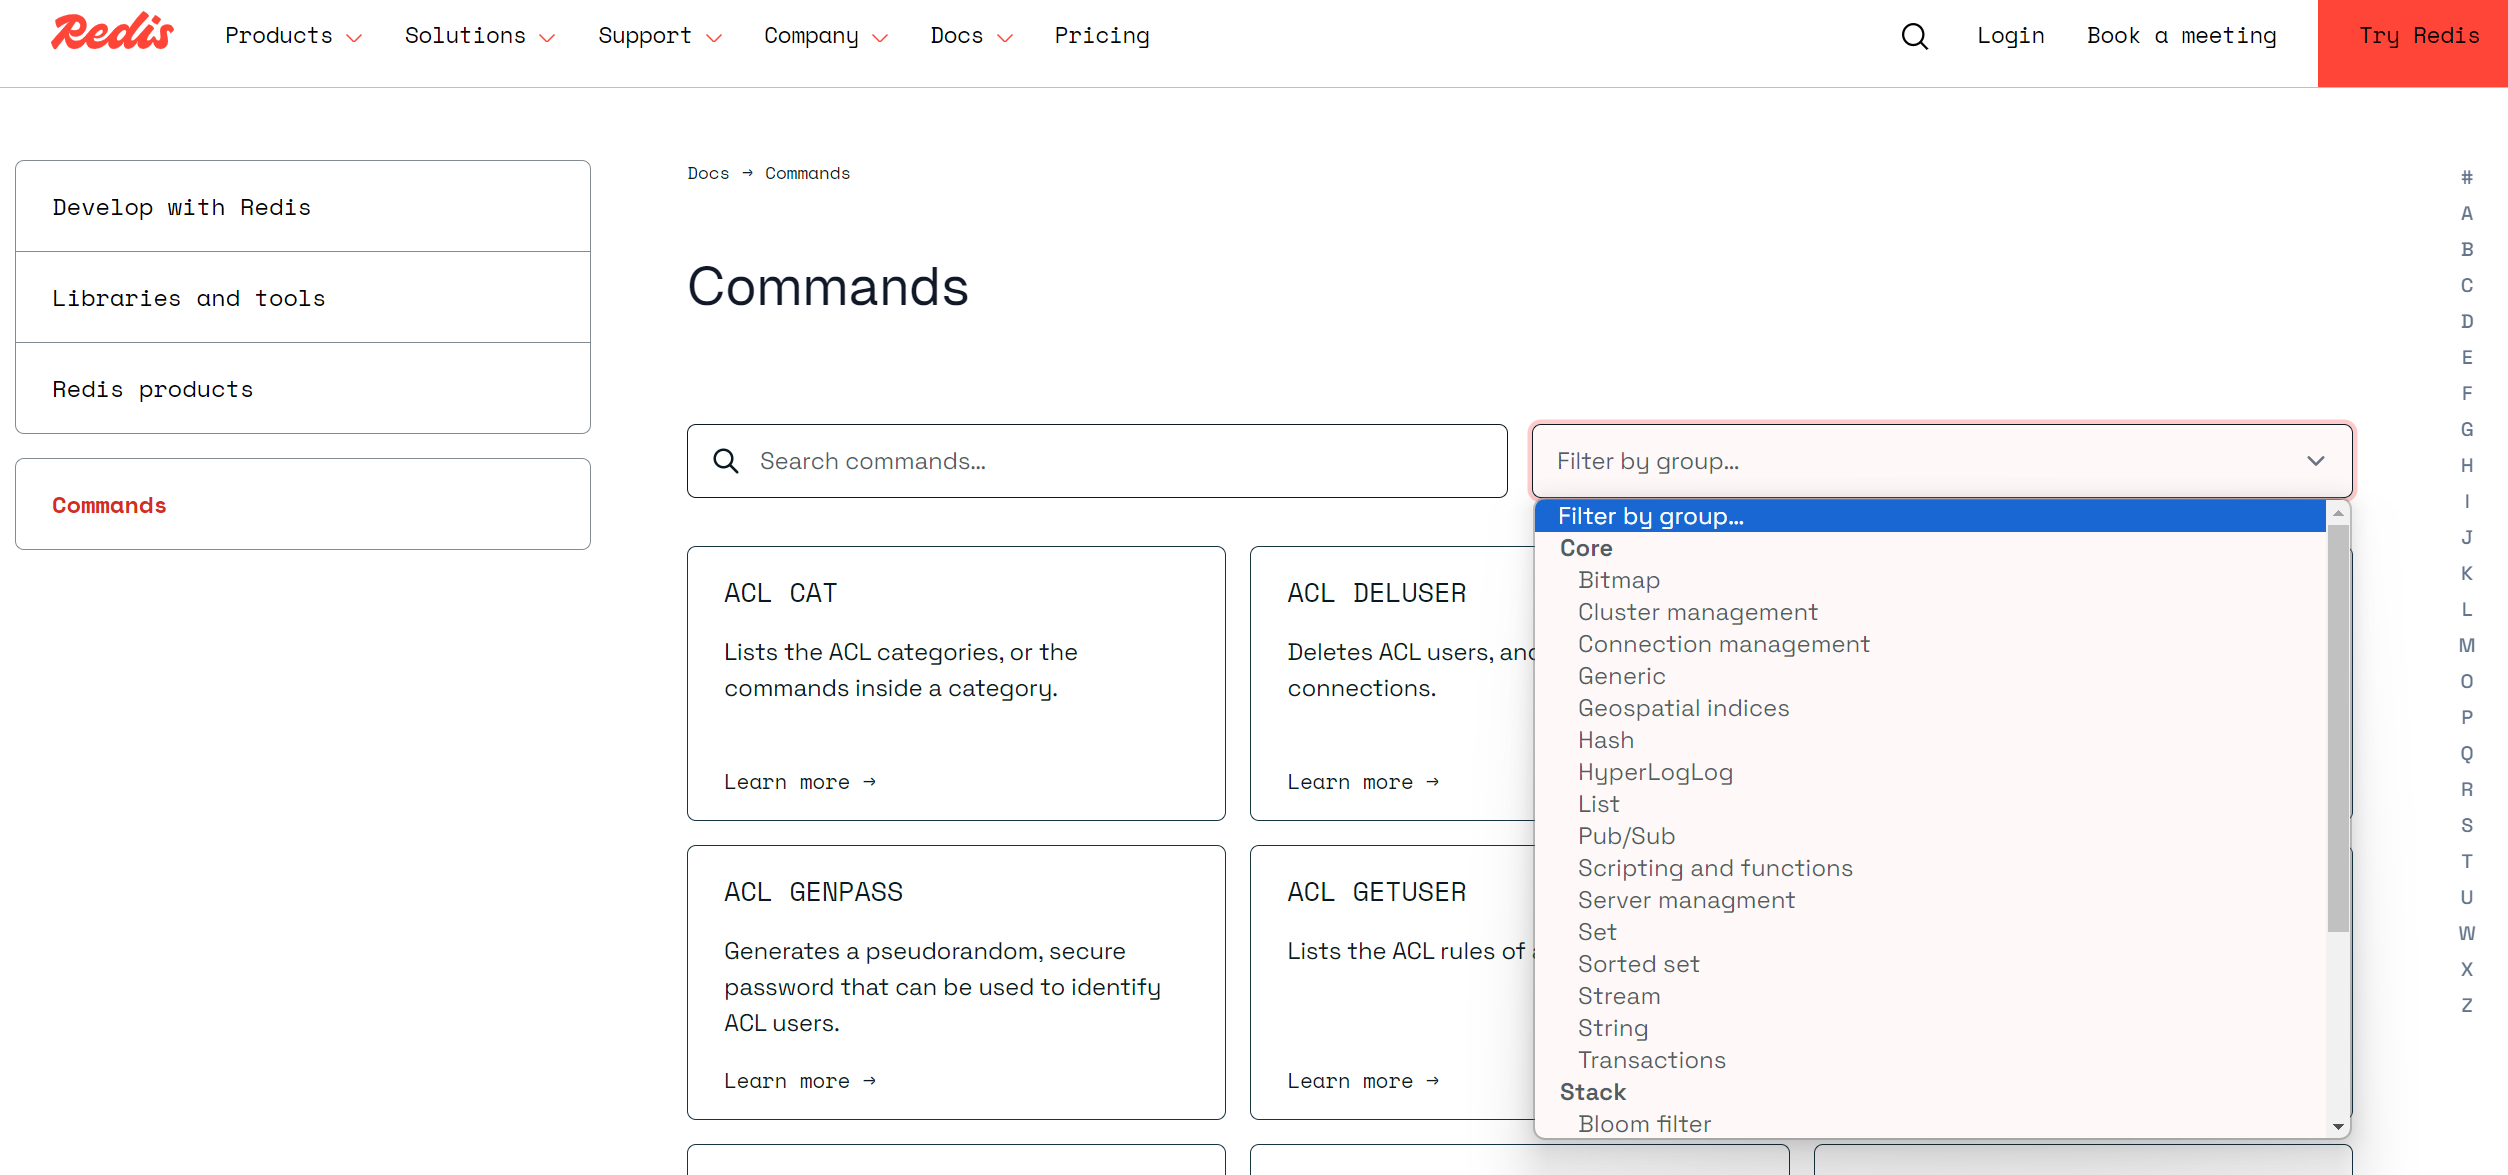 Redis
Products
Solutions
Support
Company
Docs
Pricing
Login
Book a meeting
Try Redis
Develop with Redis
Libraries and tools
Redis products
Commands
Docs → Commands
Commands
Search commands...
Filter by group...
Filter by group...
Core
Bitmap
Cluster management
Connection management
Generic
Geospatial indices
Hash
HyperLogLog
List
Pub/Sub
Scripting and functions
Server managment
Set
Sorted set
Stream
String
Transactions
Stack
Bloom filter
ACL CAT
Lists the ACL categories, or the
commands inside a category.
Learn more →
ACL DELUSER
Deletes ACL users, and
connections.
Learn more →
ACL GENPASS
Generates a pseudorandom, secure
password that can be used to identify
ACL users.
Learn more →
ACL GETUSER
Lists the ACL rules of
Learn more →
#
A
B
C
D
E
F
G
H
I
J
K
L
M
O
P
Q
R
S
T
U
W
X
Z